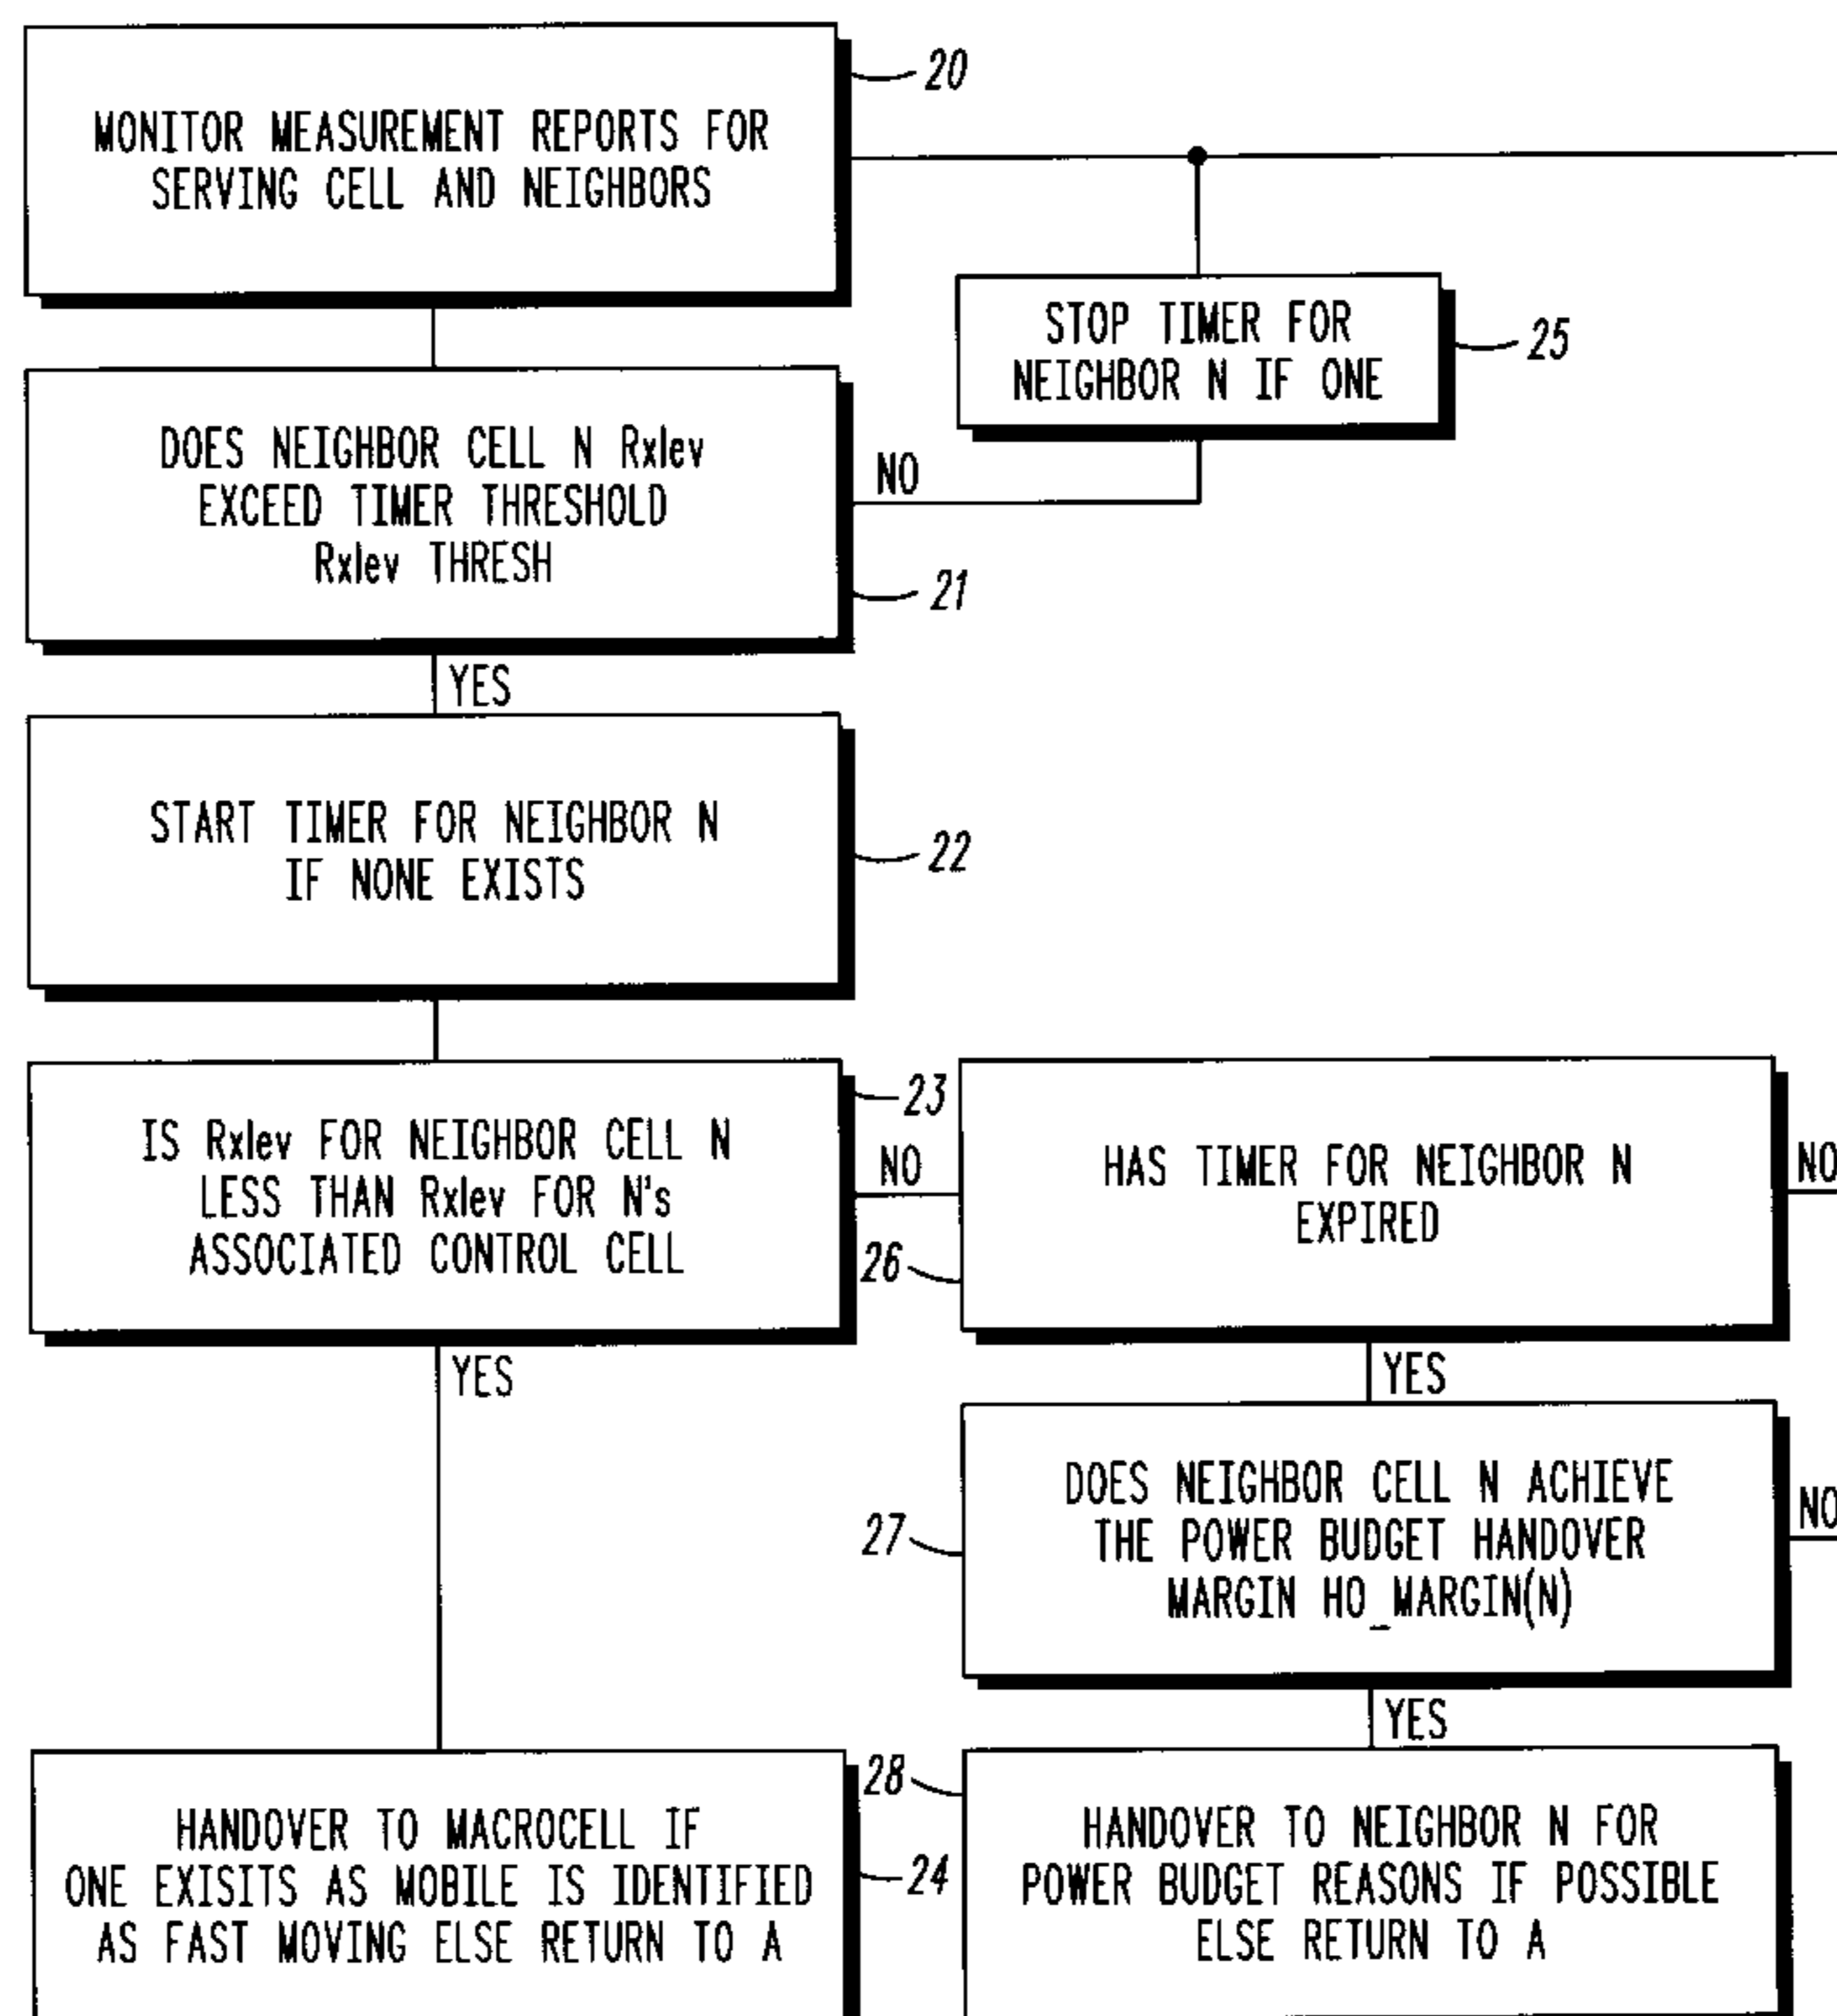 MONITOR MEASUREMENT REPORTS FOR
SERVING CELL AND NEIGHBORS
20
STOP TIMER FOR
NEIGHBOR N IF ONE
25
DOES NEIGHBOR CELL N Rxlev
EXCEED TIMER THRESHOLD
Rxlev THRESH
NO
21
YES
START TIMER FOR NEIGHBOR N
IF NONE EXISTS
22
IS Rxlev FOR NEIGHBOR CELL N
LESS THAN Rxlev FOR N's
ASSOCIATED CONTROL CELL
23
NO
YES
HAS TIMER FOR NEIGHBOR N
EXPIRED
26
NO
YES
DOES NEIGHBOR CELL N ACHIEVE
THE POWER BUDGET HANDOVER
MARGIN HO_MARGIN(N)
27
NO
YES
HANDOVER TO MACROCELL IF
ONE EXISITS AS MOBILE IS IDENTIFIED
AS FAST MOVING ELSE RETURN TO A
24
28
HANDOVER TO NEIGHBOR N FOR
POWER BUDGET REASONS IF POSSIBLE
ELSE RETURN TO A